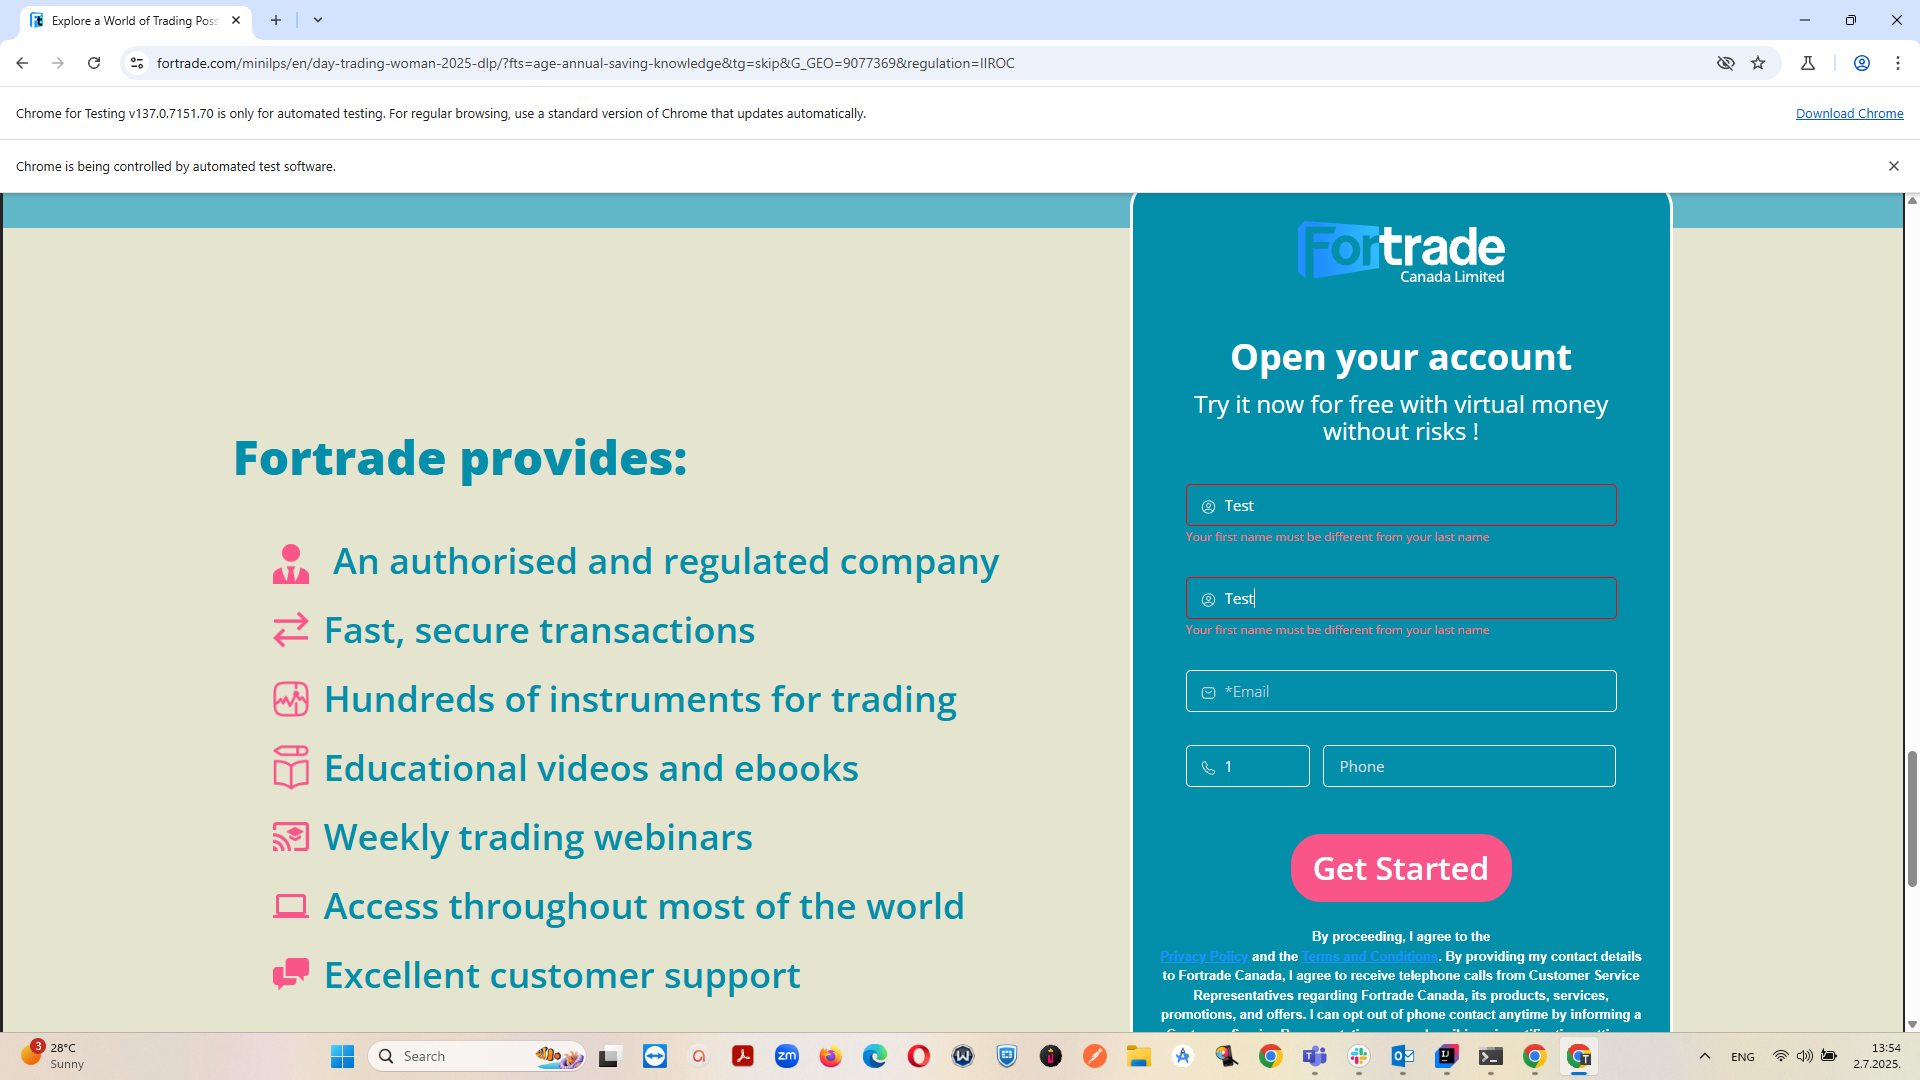 Explore a World of Trading Poss
fortrade.com/minilps/en/day-trading-woman-2025-dlp/?fts=age-annual-saving-knowledge&tg=skip&G_GEO=9077369&regulation=IIROC
Chrome for Testing v137.0.7151.70 is only for automated testing. For regular browsing, use a standard version of Chrome that updates automatically.
Download Chrome
Chrome is being controlled by automated test software.
Fortrade
Canada Limited
Open your account
Try it now for free with virtual money
without risks !
Test
Your first name must be different from your last name
Test
Your first name must be different from your last name
*Email
1
Phone
Get Started
By proceeding, I agree to the
Privacy Policy and the Terms and Conditions. By providing my contact details
to Fortrade Canada, I agree to receive telephone calls from Customer Service
Representatives regarding Fortrade Canada, its products, services,
promotions, and offers. I can opt out of phone contact anytime by informing a
Fortrade provides:
An authorised and regulated company
Fast, secure transactions
Hundreds of instruments for trading
Educational videos and ebooks
Weekly trading webinars
Access throughout most of the world
Excellent customer support
3
28°C
Sunny
Search
zm
ENG
13:54
2.7.2025.